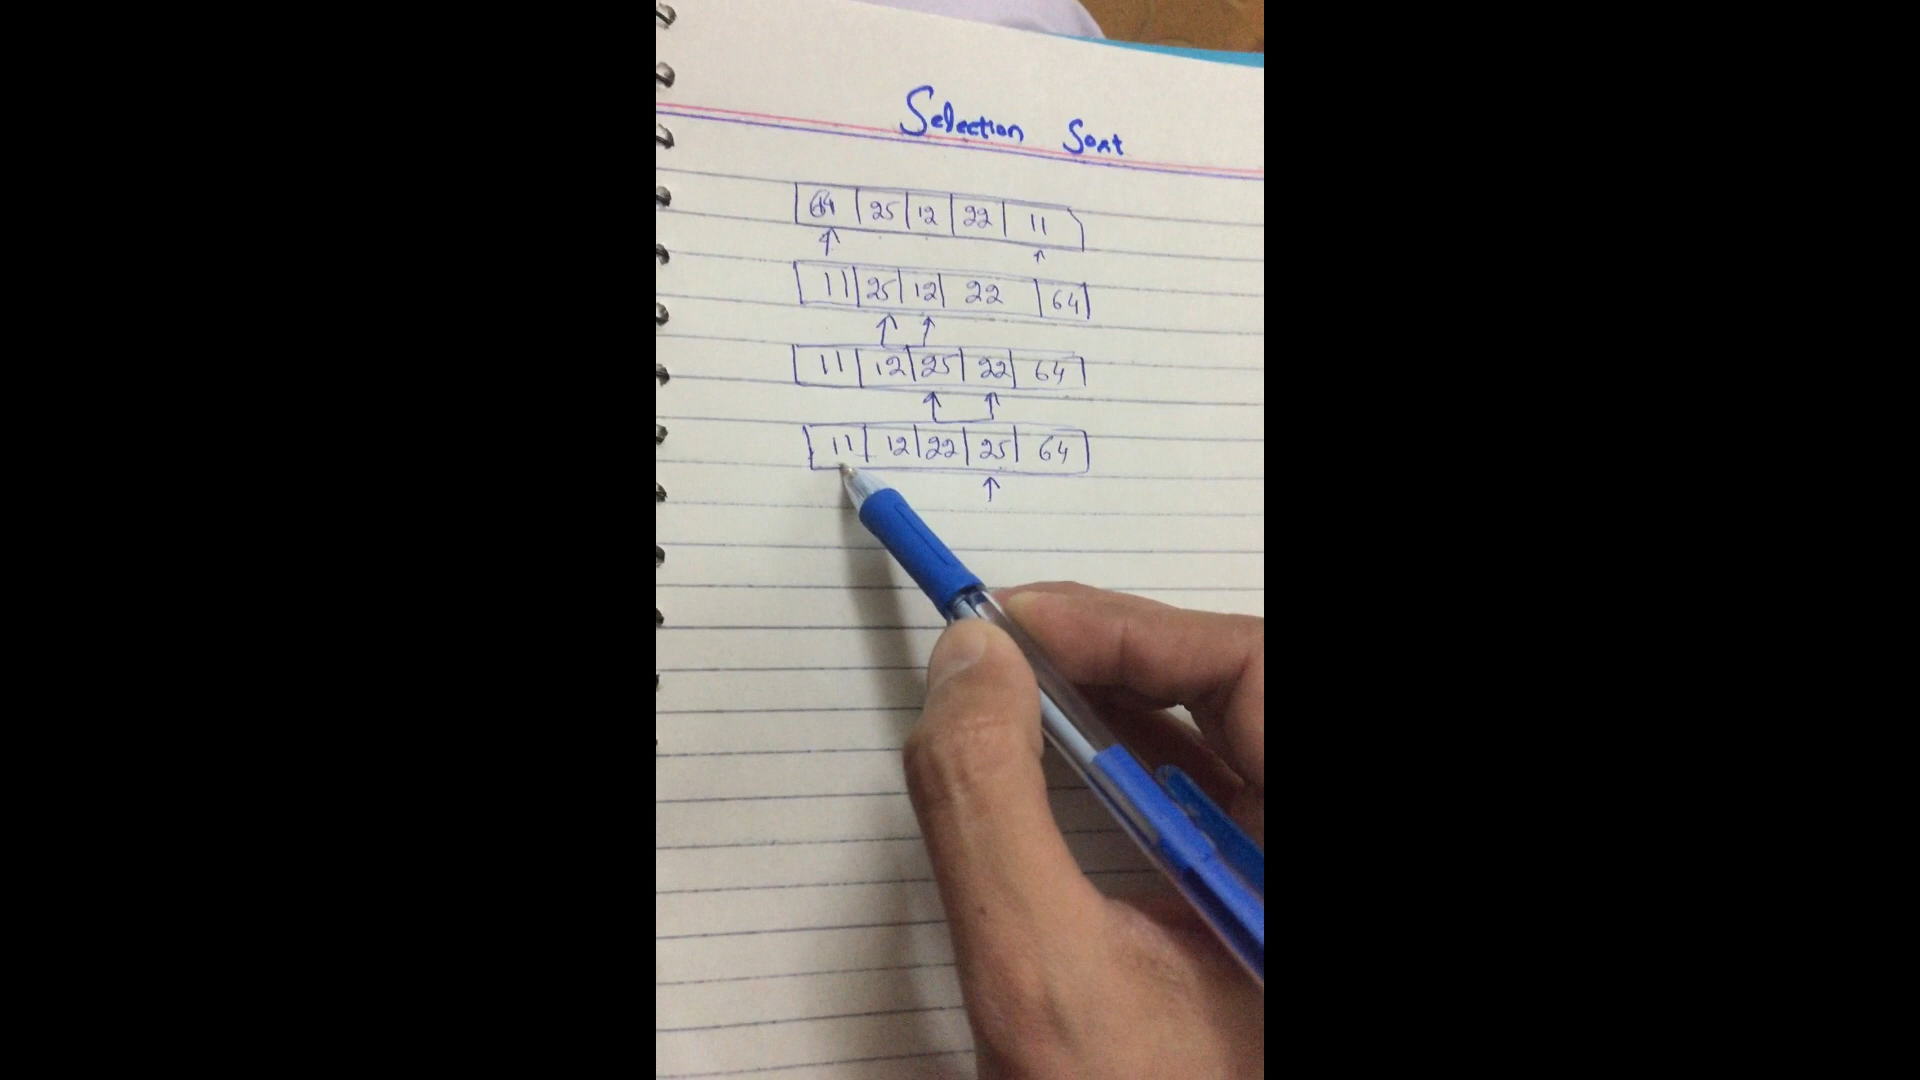 Selection Sort
64 25 12 22 11
11 25 12 22 64
11 12 25 22 64
11 12 22 25 64